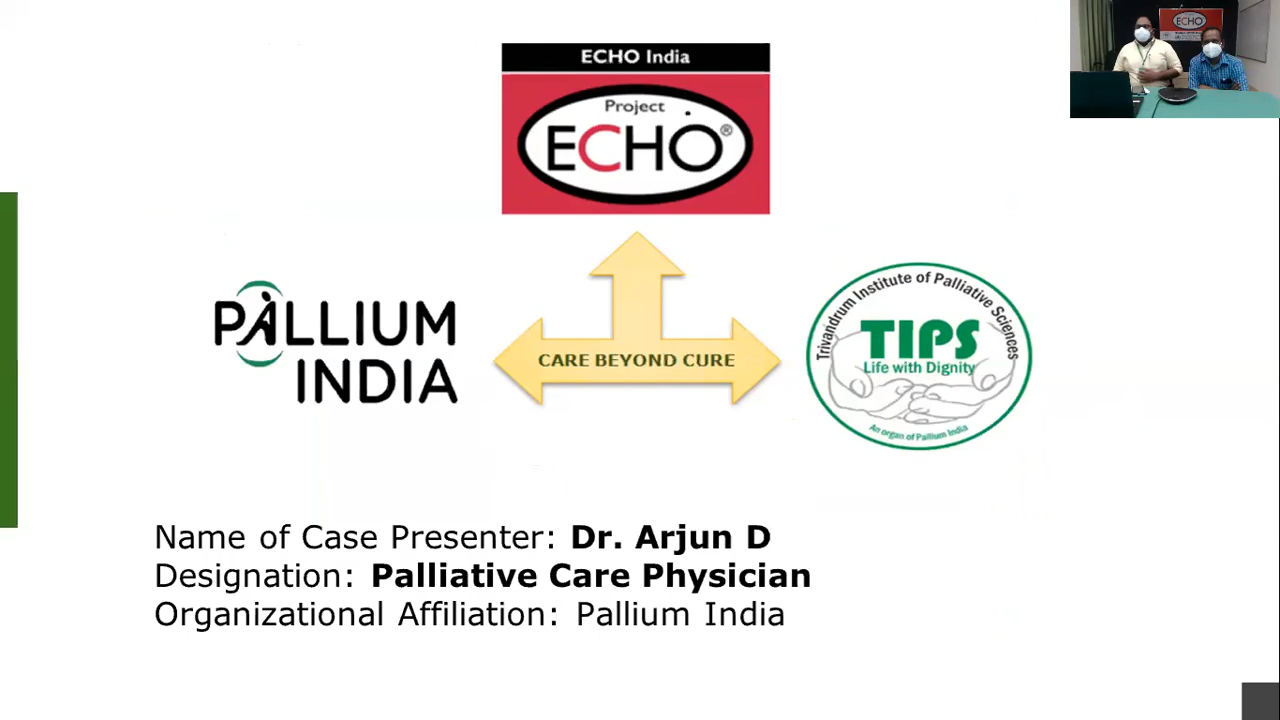 ECHO India
Project
ECHO®
PALLIUM
INDIA
CARE BEYOND CURE
Trivandrum Institute of Palliative Sciences
TIPS
Life with Dignity
An organ of Pallium India
Name of Case Presenter: Dr. Arjun D
Designation: Palliative Care Physician
Organizational Affiliation: Pallium India
ECHO